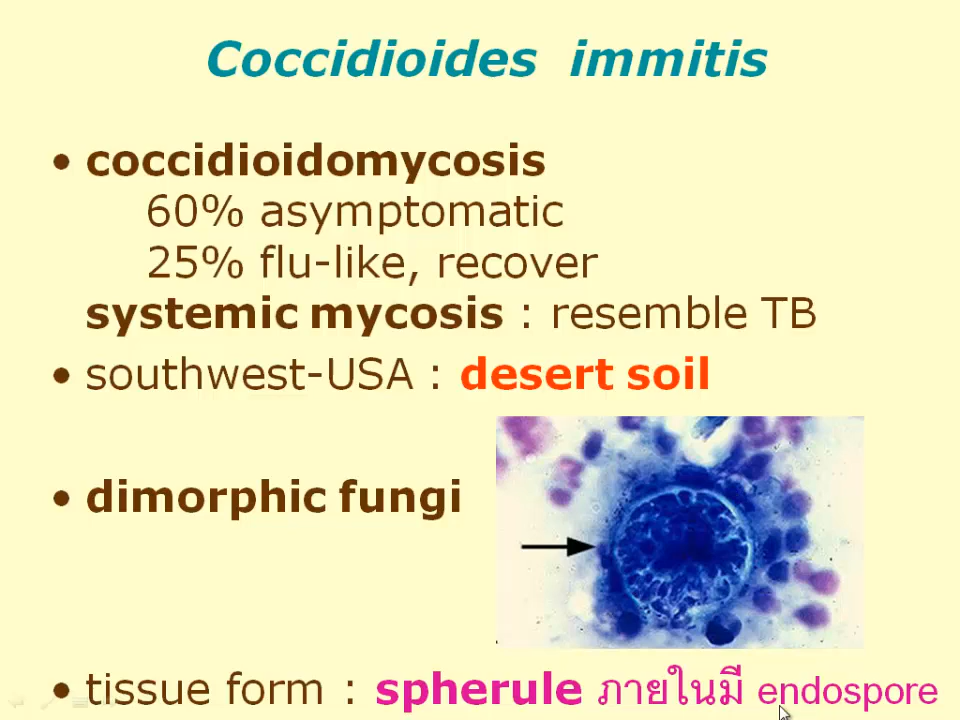 Coccidioides immitis
• coccidioidomycosis
60% asymptomatic
25% flu-like, recover
systemic mycosis : resemble TB
• southwest-USA : desert soil
• dimorphic fungi
• tissue form : spherule ภายในมี endospore